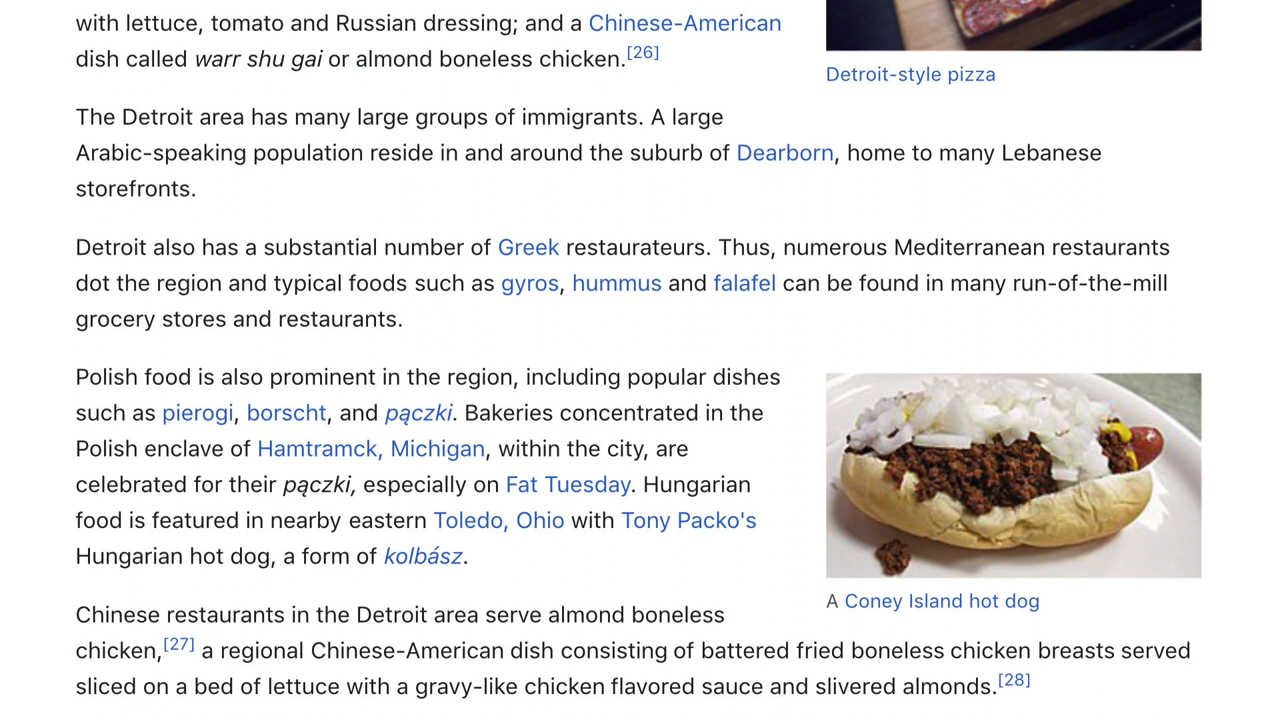 with lettuce, tomato and Russian dressing; and a Chinese-American
dish called warr shu gai or almond boneless chicken.[26]
Detroit-style pizza
The Detroit area has many large groups of immigrants. A large
Arabic-speaking population reside in and around the suburb of Dearborn, home to many Lebanese
storefronts.
Detroit also has a substantial number of Greek restaurateurs. Thus, numerous Mediterranean restaurants
dot the region and typical foods such as gyros, hummus and falafel can be found in many run-of-the-mill
grocery stores and restaurants.
Polish food is also prominent in the region, including popular dishes
such as pierogi, borscht, and pączki. Bakeries concentrated in the
Polish enclave of Hamtramck, Michigan, within the city, are
celebrated for their pączki, especially on Fat Tuesday. Hungarian
food is featured in nearby eastern Toledo, Ohio with Tony Packo's
Hungarian hot dog, a form of kolbász.
A Coney Island hot dog
Chinese restaurants in the Detroit area serve almond boneless
chicken,[27] a regional Chinese-American dish consisting of battered fried boneless chicken breasts served
sliced on a bed of lettuce with a gravy-like chicken flavored sauce and slivered almonds.[28]